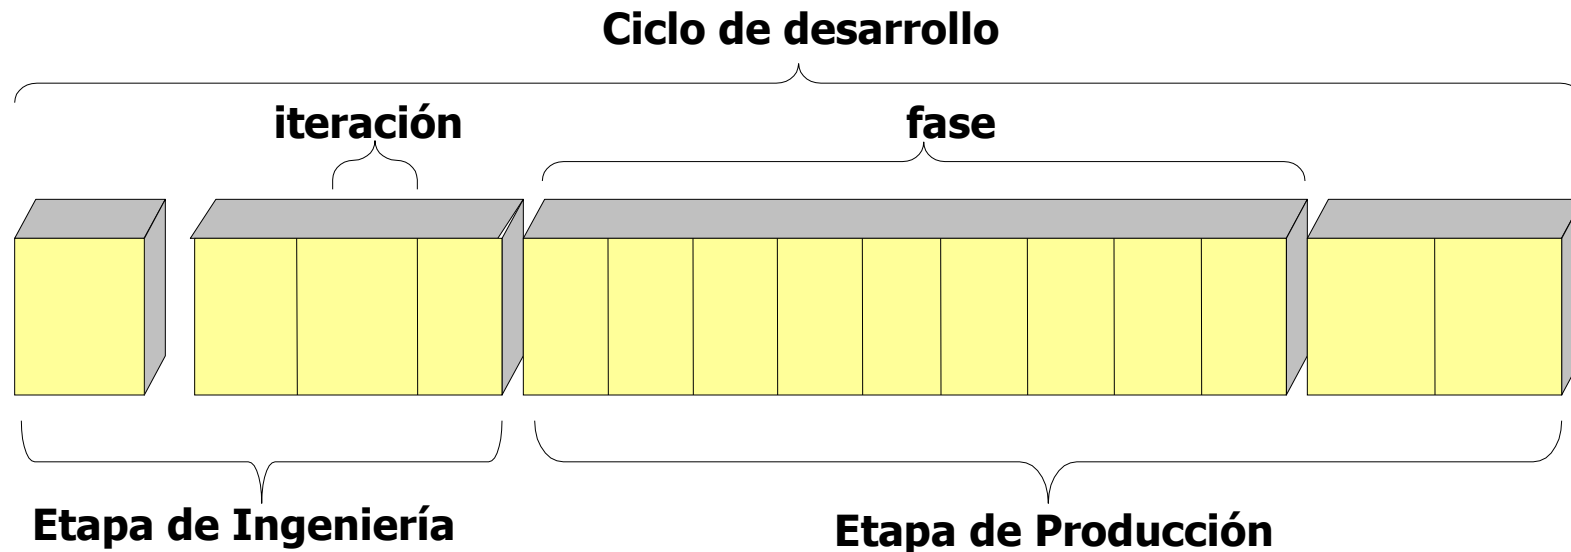 Ciclo de desarrollo
iteración
fase
Etapa de Ingeniería
Etapa de Producción